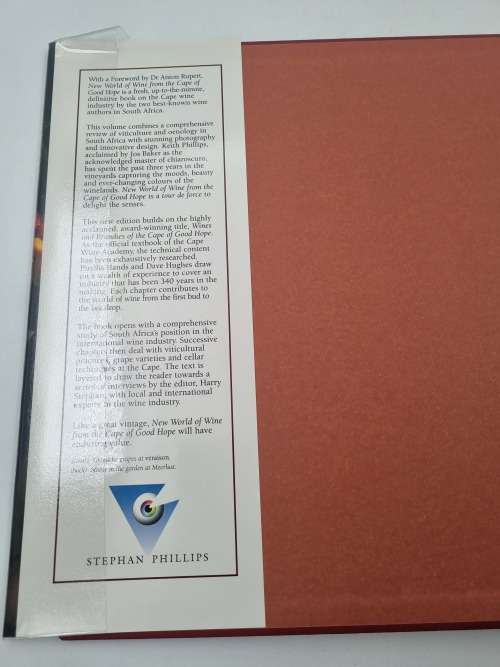 With a Foreword by Dr Anton Rupert,
New World of Wine from the Cape of
Good Hope is a fresh, up-to-the-minute,
definitive book on the Cape wine
industry by the two best-known wine
authors in South Africa.
This volume combines a comprehensive
review of viticulture and oenology in
South Africa with stunning photography
and innovative design. Keith Phillips,
acclaimed by Jos Baker as the
acknowledged master of chiaroscuro,
has spent the past three years in the
vineyards capturing the moods, beauty
and ever-changing colours of the
winelands. New World of Wine from the
Cape of Good Hope is a tour de force to
delight the senses.
This new edition builds on the highly
acclaimed, award-winning title, Wines
and Brandies of the Cape of Good Hope.
As the official textbook of the Cape
Wine Academy, the technical content
has been exhaustively researched.
Phyllis Hands and Dave Hughes draw
on a wealth of experience to cover an
industry that has been 340 years in the
making. Each chapter contributes to
the world of wine from the first bud to
the last drop.
The book opens with a comprehensive
study of South Africa's position in the
international wine industry. Successive
chapters then deal with viticultural
practices, grape varieties and cellar
techniques at the Cape. The text is
layered to draw the reader towards a
series of interviews by the editor, Harry
Stephan, with local and international
experts in the wine industry.
Like a great vintage, New World of Wine
from the Cape of Good Hope will have
enduring value.
grapes at veraison.
in the garden at Meerlust.
STEPHAN PHILLIPS